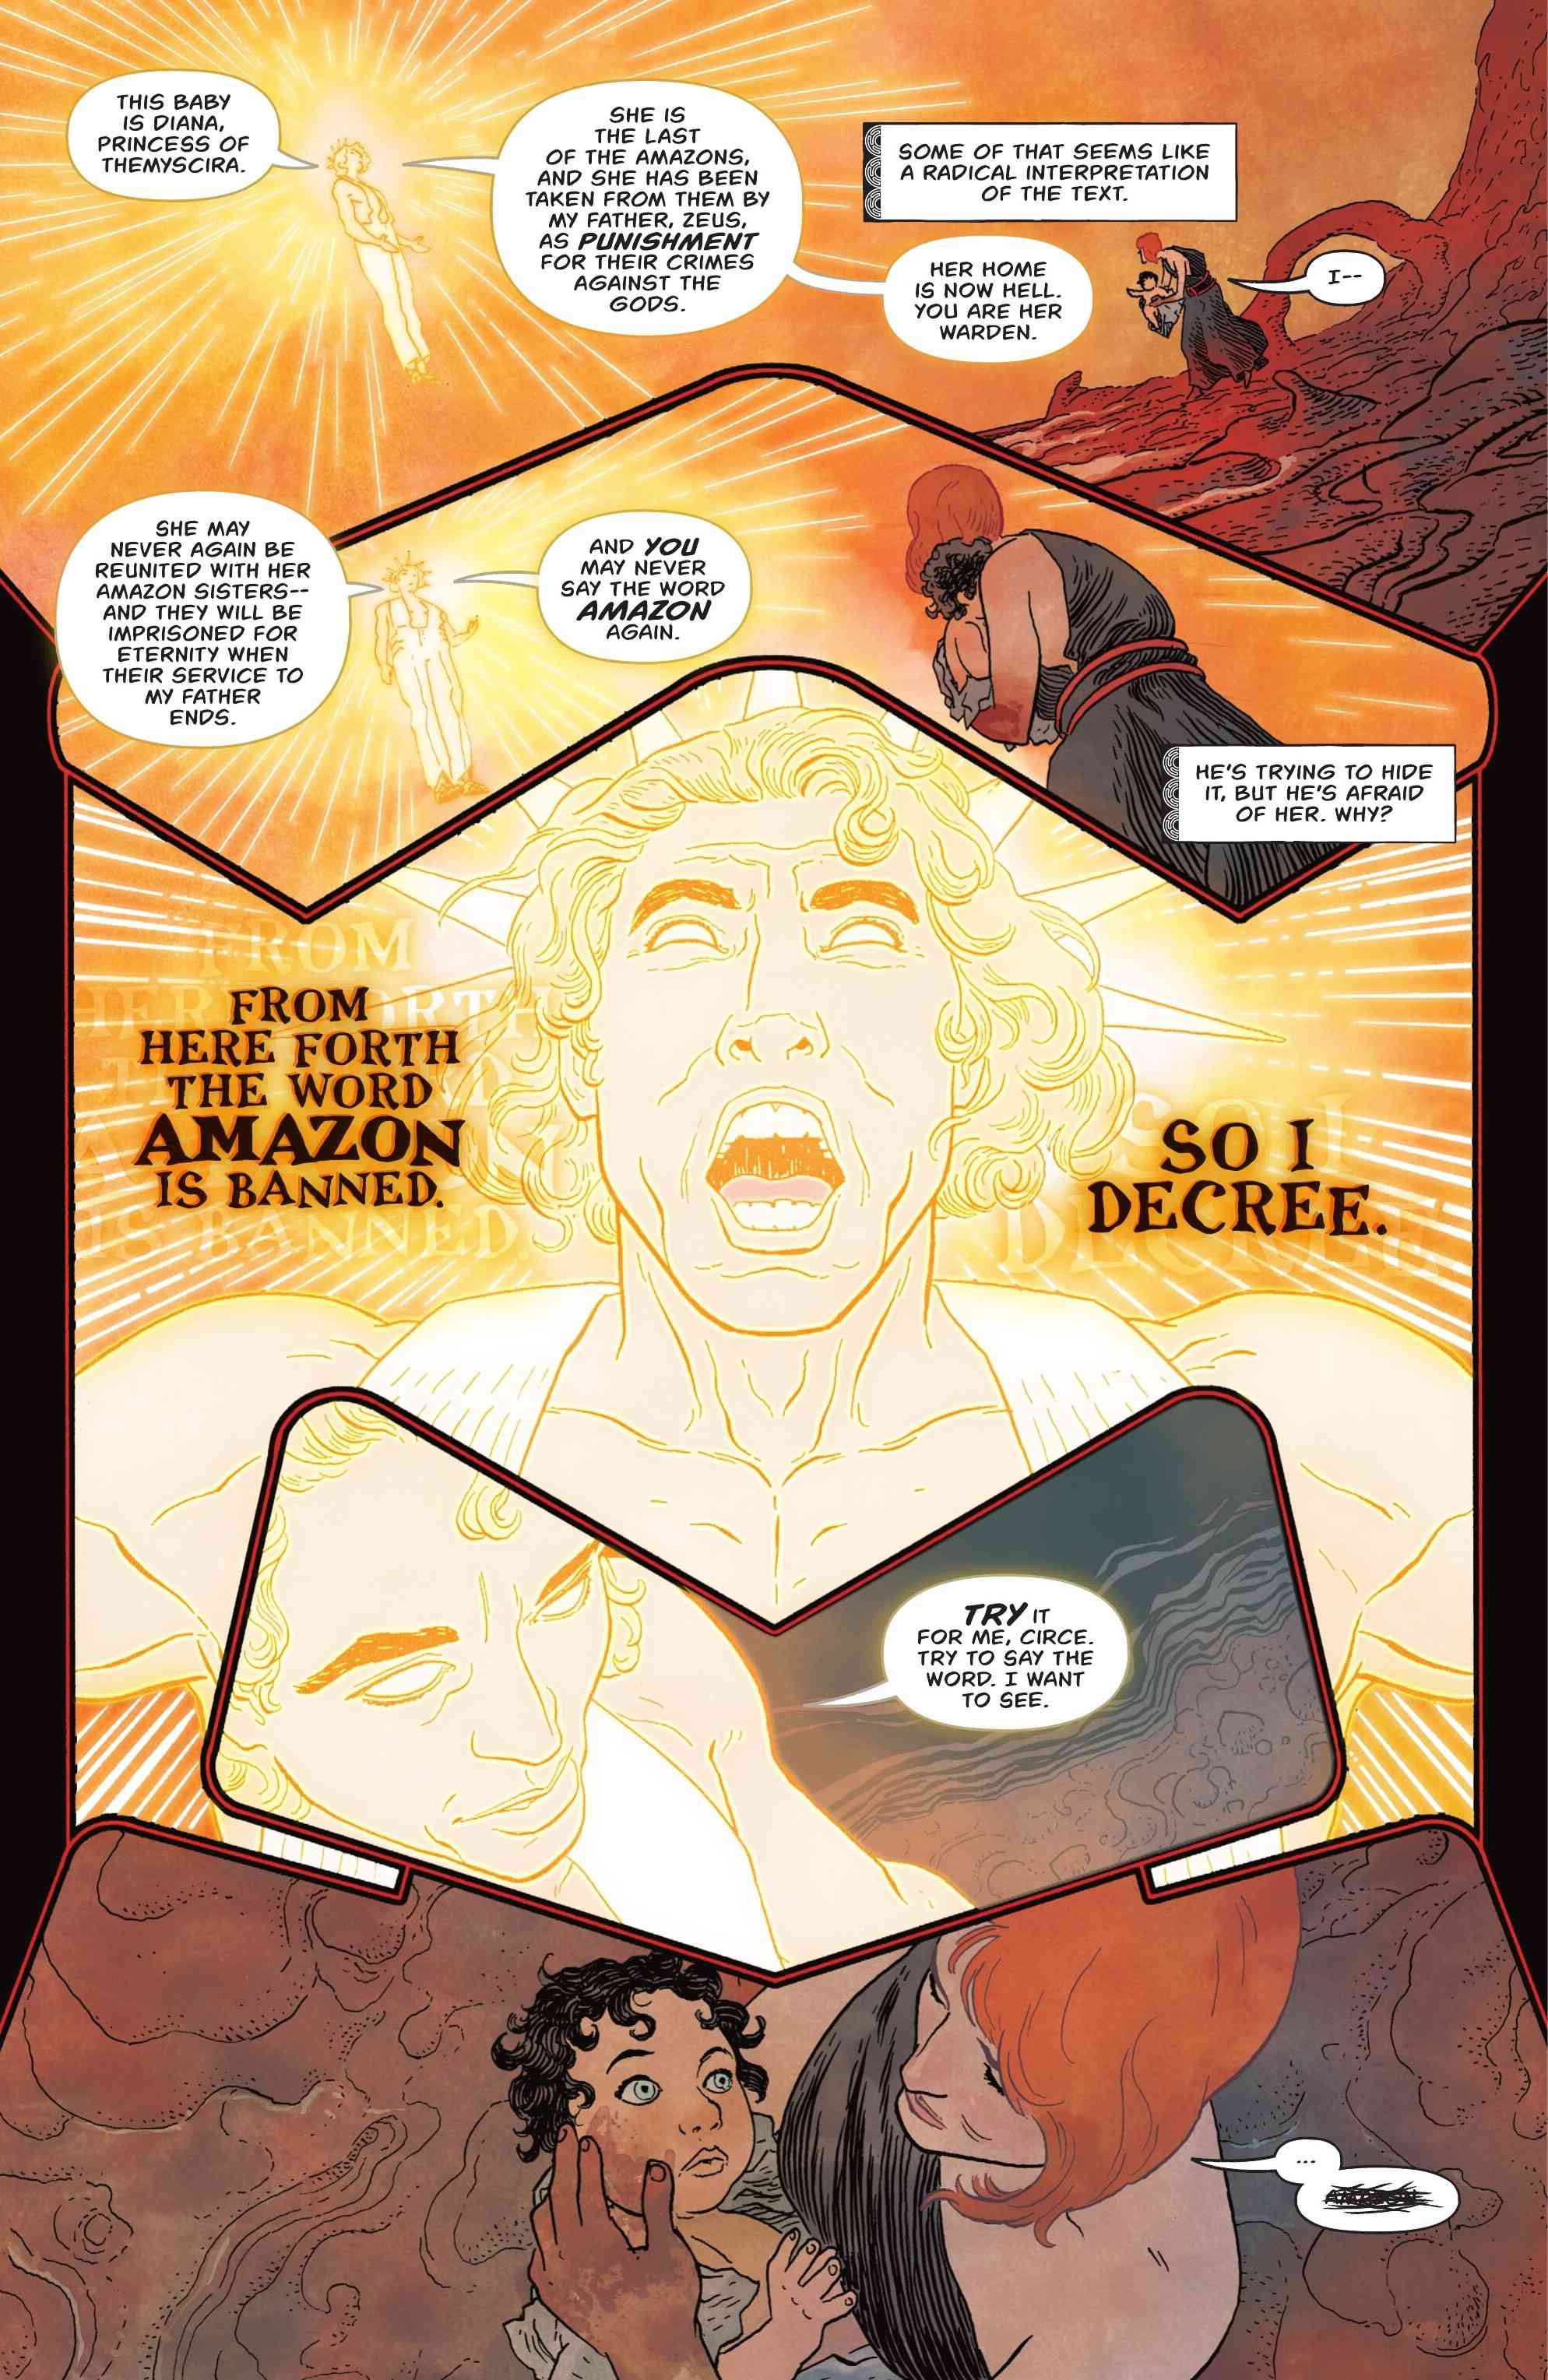 THIS BABY
IS DIANA,
PRINCESS OF
THEMYSCIRA.
SHE IS
THE LAST
OF THE AMAZONS,
AND SHE HAS BEEN
TAKEN FROM THEM BY
MY FATHER, ZEUS,
AS PUNISHMENT
FOR THEIR CRIMES
AGAINST THE
GODS.
SOME OF THAT SEEMS LIKE
A RADICAL INTERPRETATION
OF THE TEXT.
HER HOME
IS NOW HELL.
YOU ARE HER
WARDEN.
I--
SHE MAY
NEVER AGAIN BE
REUNITED WITH HER
AMAZON SISTERS--
AND THEY WILL BE
IMPRISONED FOR
ETERNITY WHEN
THEIR SERVICE TO
MY FATHER
ENDS.
AND YOU
MAY NEVER
SAY THE WORD
AMAZON
AGAIN.
HE'S TRYING TO HIDE
IT, BUT HE'S AFRAID
OF HER. WHY?
FROM
HERE FORTH
THE WORD
AMAZON
IS BANNED.
SO I
DECREE.
TRY IT
FOR ME, CIRCE.
TRY TO SAY THE
WORD. I WANT
TO SEE.
...